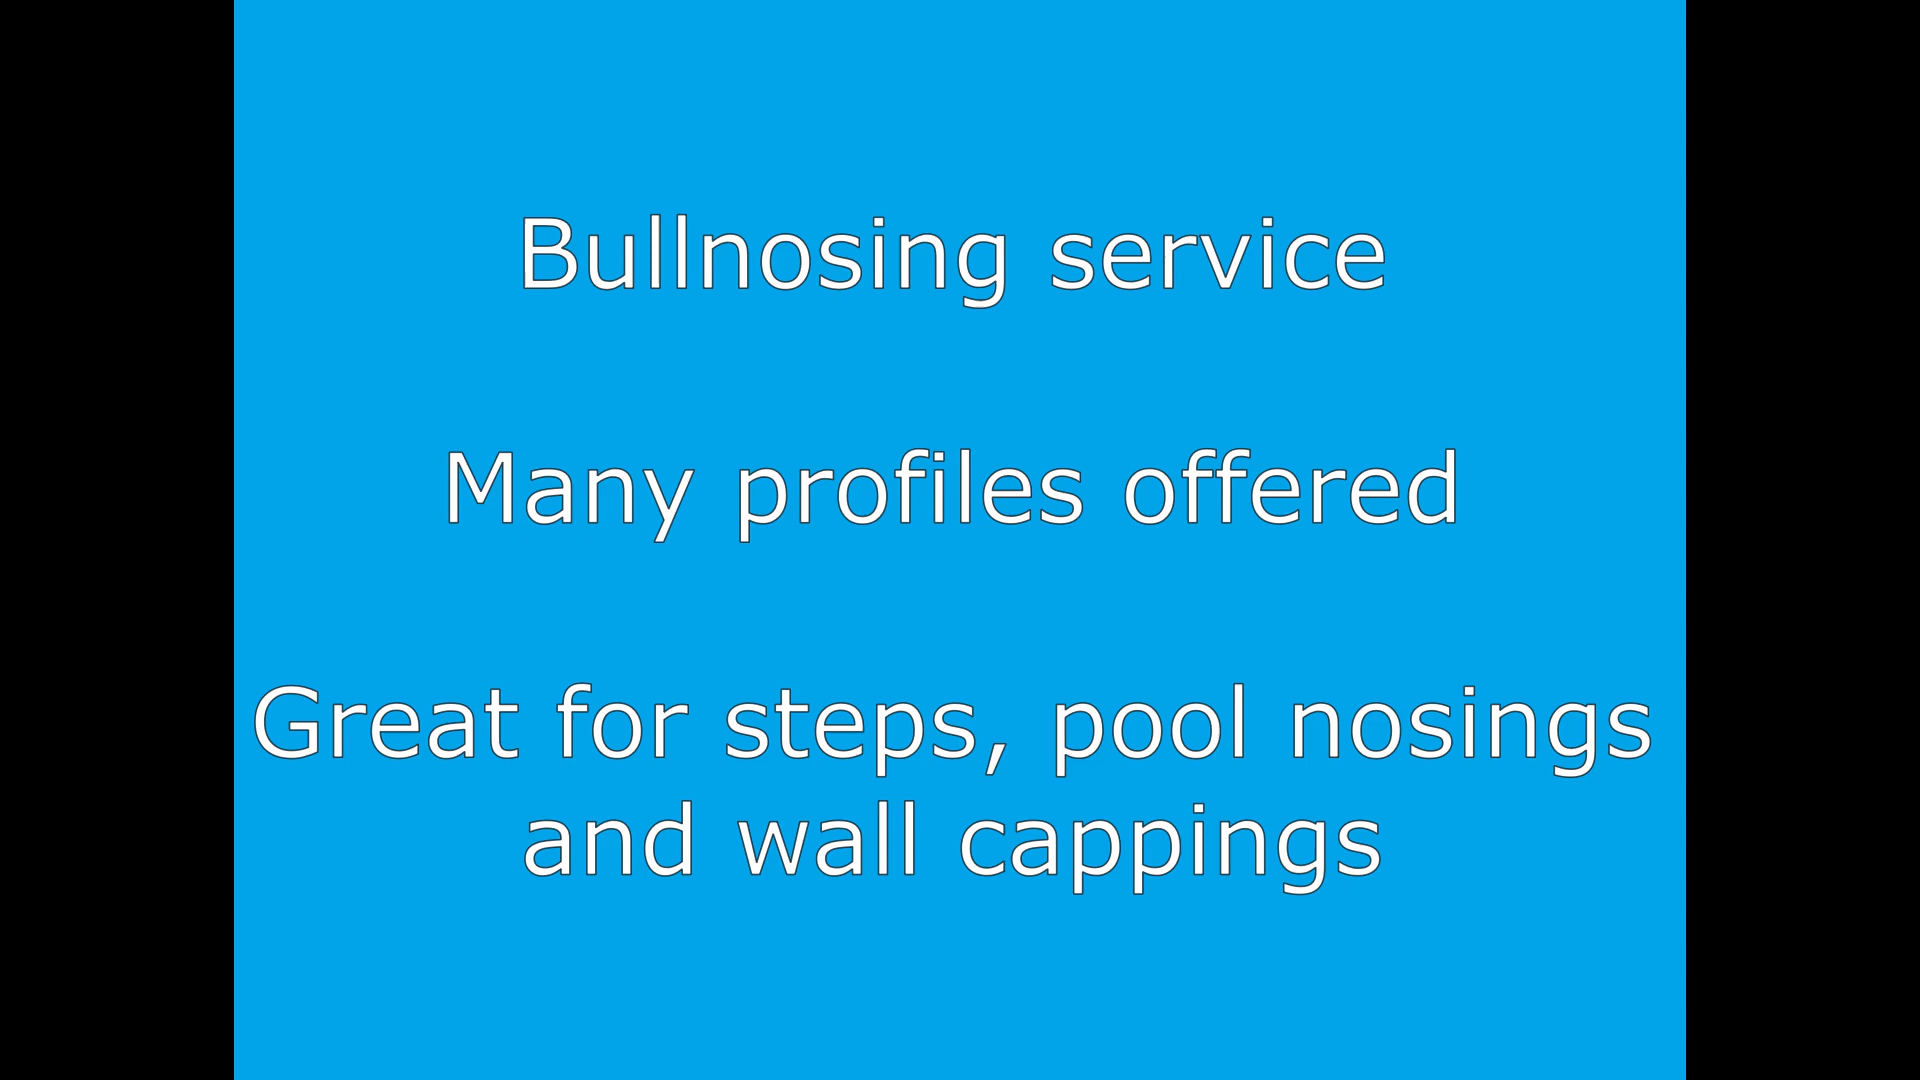 Bullnosing service
Many profiles offered
Great for steps, pool nosings
and wall cappings